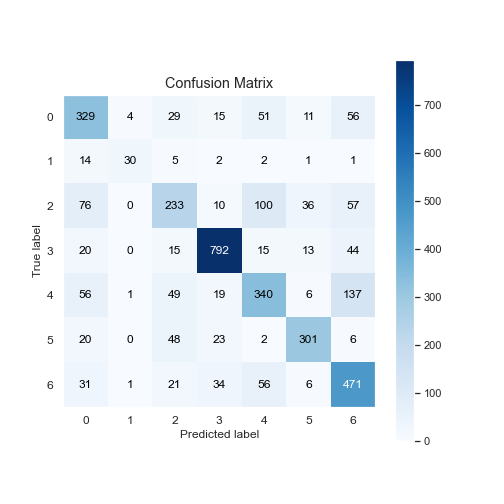 Confusion Matrix
0 329 4 29 15 51 11 56
1 14 30 5 2 2 1 1
2 76 0 233 10 100 36 57
3 20 0 15 792 15 13 44
4 56 1 49 19 340 6 137
5 20 0 48 23 2 301 6
6 31 1 21 34 56 6 471
0 1 2 3 4 5 6
Predicted label
True label
700
600
500
400
300
200
100
0